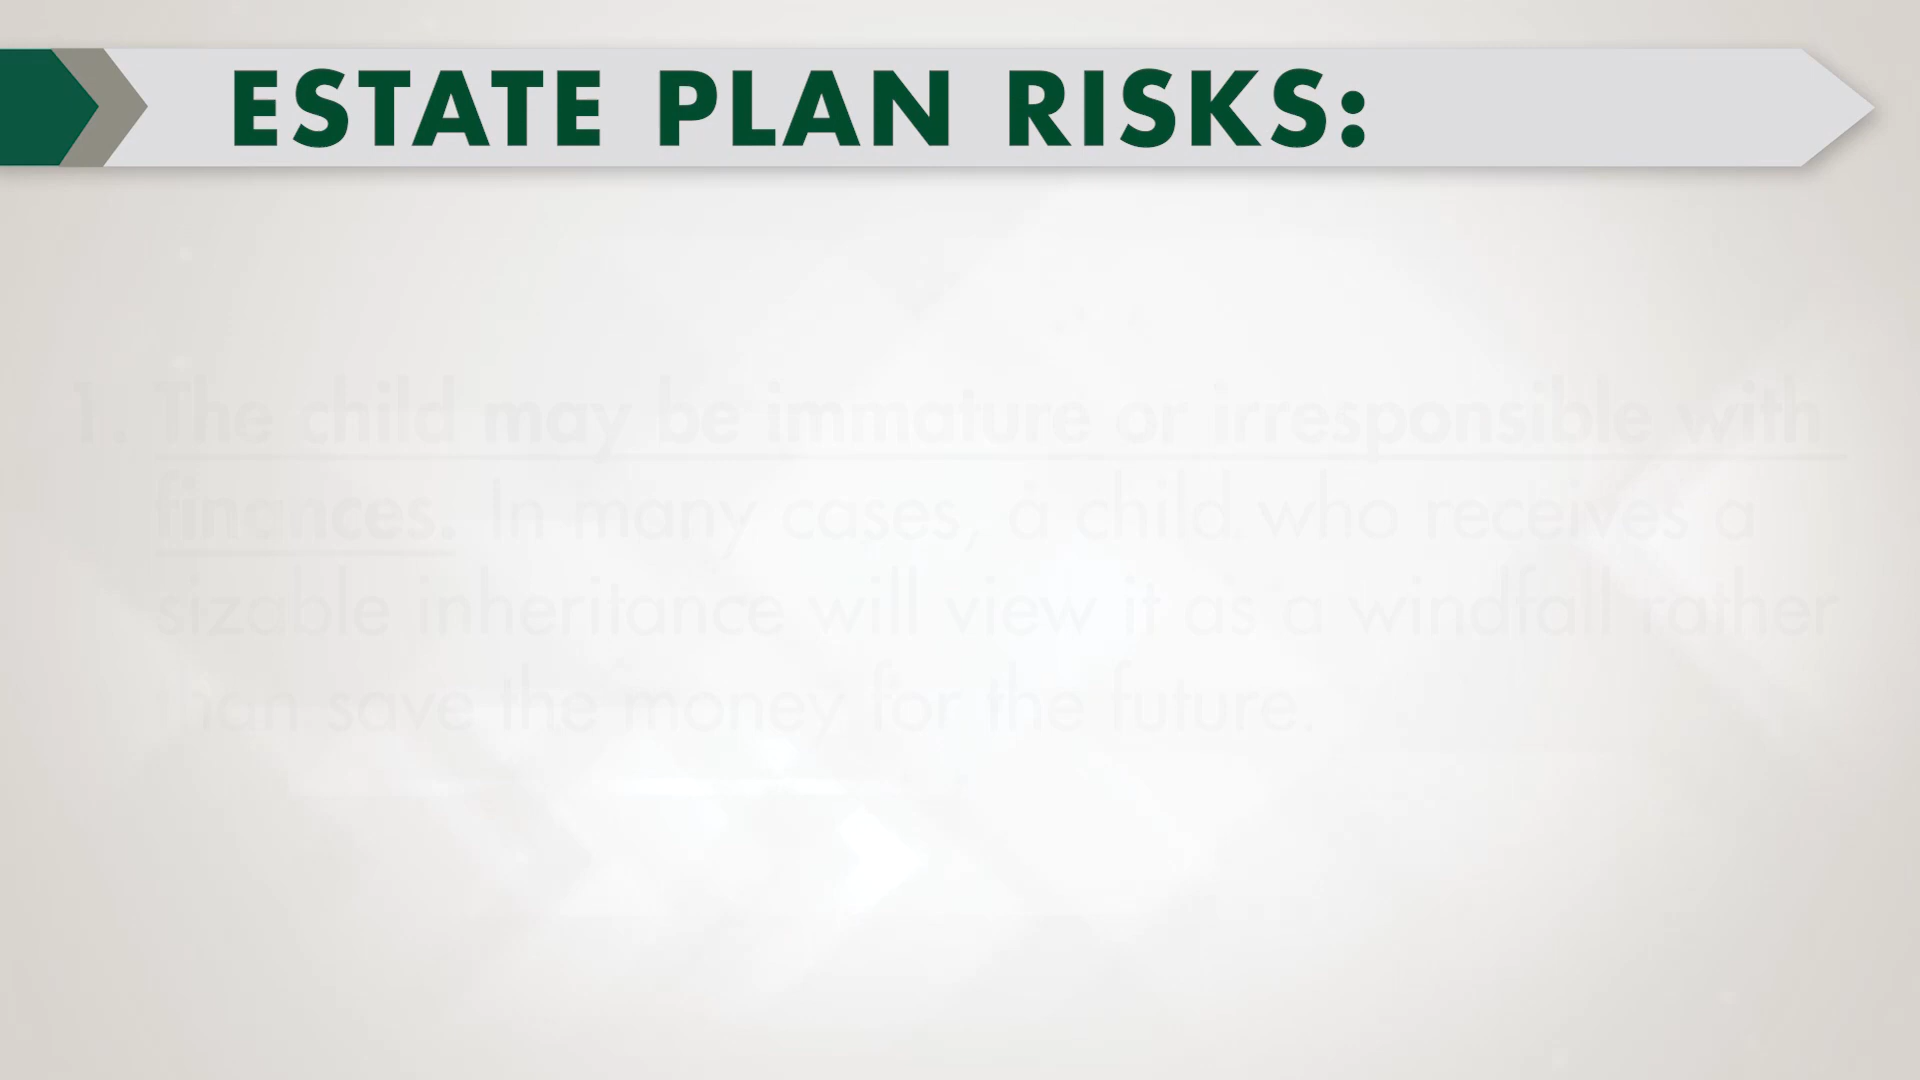 ESTATE PLAN RISKS:
1. The child may be immature or irresponsible with
finances. In many cases, a child who receives a
sizable inheritance will view it as a windfall rather
than save the money for the future.